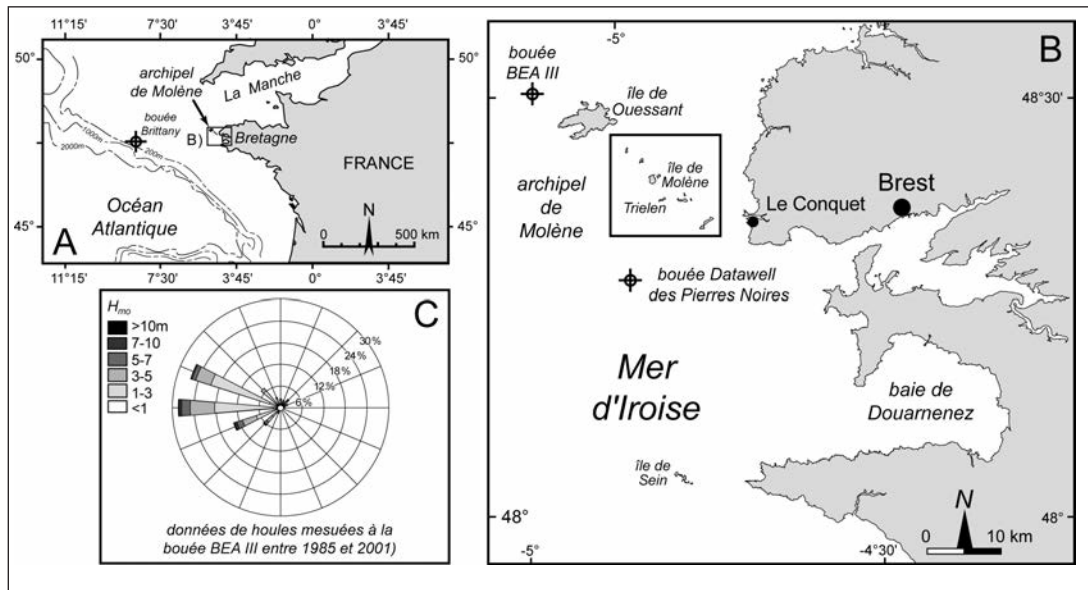 11°15' 7°30' 3°45' 0° 3°45'
50°
archipel
de Molène
La Manche
bouée
Brittany
B)
Bretagne
1000m
200m
2000m
FRANCE
Océan
Atlantique
45°
N
0 500 km
A
50°
45°
11°15' 7°30' 3°45' 0° 3°45'
C
Hmo
>10m
7-10
5-7
3-5
1-3
<1
30%
24%
18%
12%
6%
données de houles mesuées à la
bouée BEA III entre 1985 et 2001)
-5°
B
bouée
BEA III
île de
Ouessant
48°30'
île de
Molène
Trielen
archipel
de
Molène
Brest
Le Conquet
bouée Datawell
des Pierres Noires
Mer
d'Iroise
baie de
Douarnenez
île de
Sein
N
0 10 km
48°
48°
-5°
-4°30'